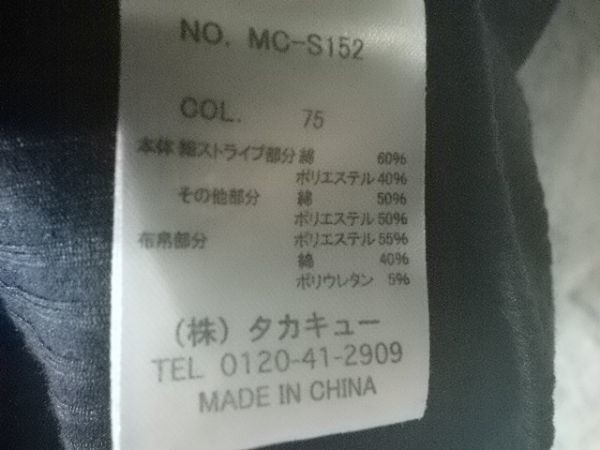 NO. MC-S152
COL. 75
本体 総ストライプ部分 綿 60%
ポリエステル 40%
その他部分 綿 50%
ポリエステル 50%
布帛部分 ポリエステル 55%
綿 40%
ポリウレタン 5%
(株) タカキュー
TEL 0120-41-2909
MADE IN CHINA